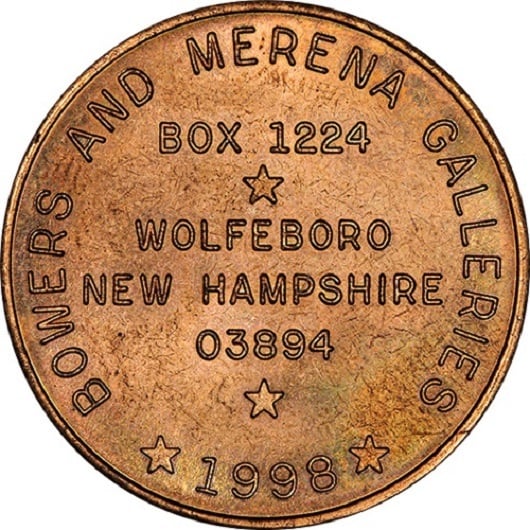 BOWERS AND MERENA GALLERIES
BOX 1224
WOLFEBORO
NEW HAMPSHIRE
03894
1998